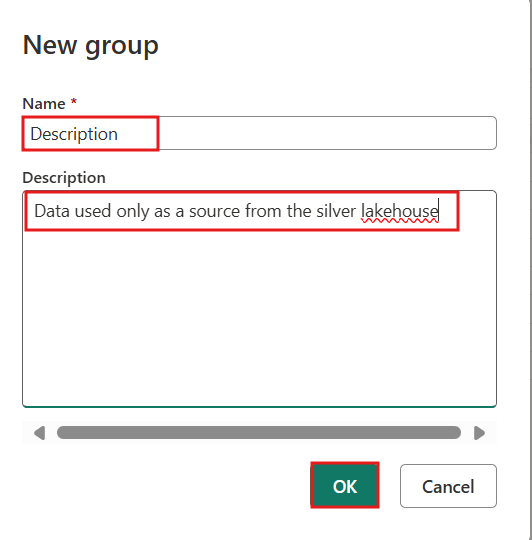 New group
Name *
Description
Description
Data used only as a source from the silver lakehouse
OK
Cancel